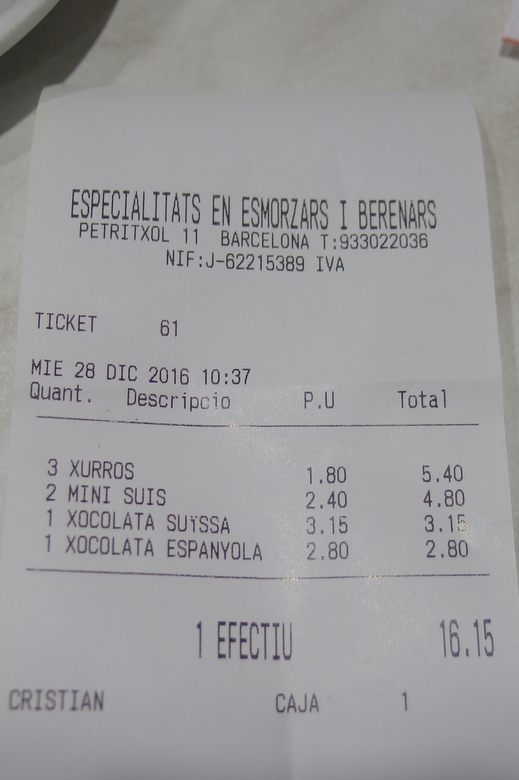 ESPECIALITATS EN ESMORZARS I BERENARS
PETRITXOL 11 BARCELONA T:933022036
NIF:J-62215389 IVA
TICKET 61
MIE 28 DIC 2016 10:37
Quant. Descripcio P.U Total
3 XURROS 1.80 5.40
2 MINI SUIS 2.40 4.80
1 XOCOLATA SUÏSSA 3.15 3.15
1 XOCOLATA ESPANYOLA 2.80 2.80
1 EFECTIU 16.15
CRISTIAN CAJA 1